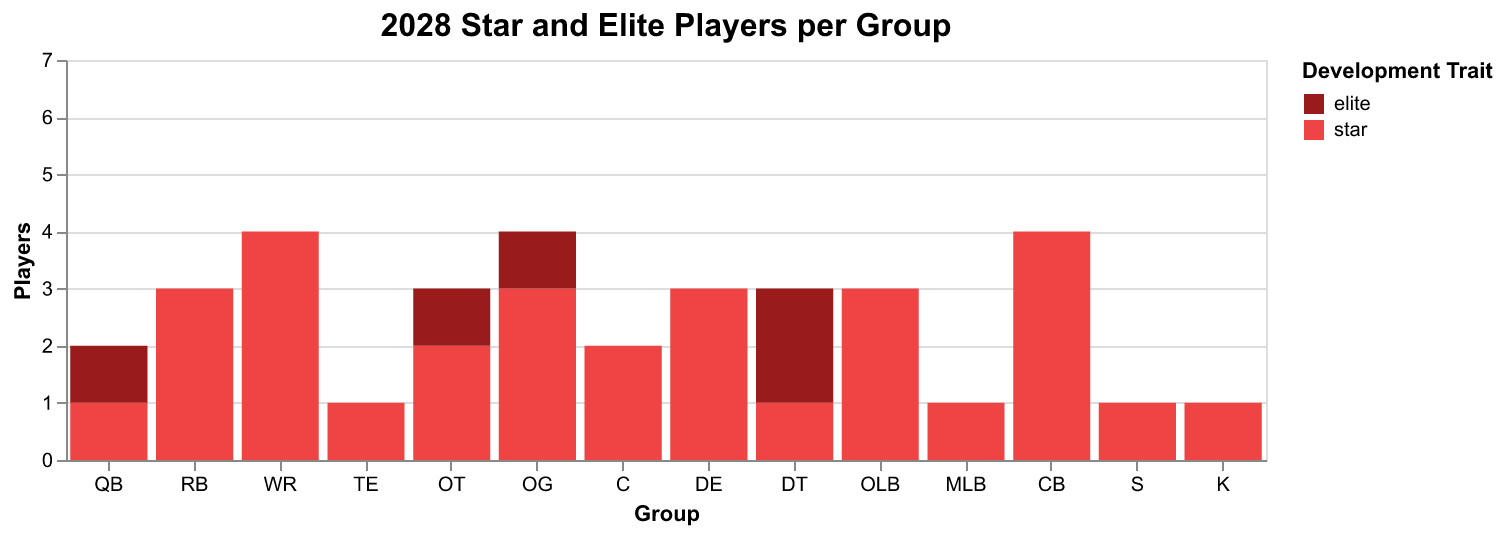 2028 Star and Elite Players per Group
Development Trait
elite
star
Players
7
6
5
4
3
2
1
0
QB RB WR TE OT OG C DE DT OLB MLB CB S K
Group